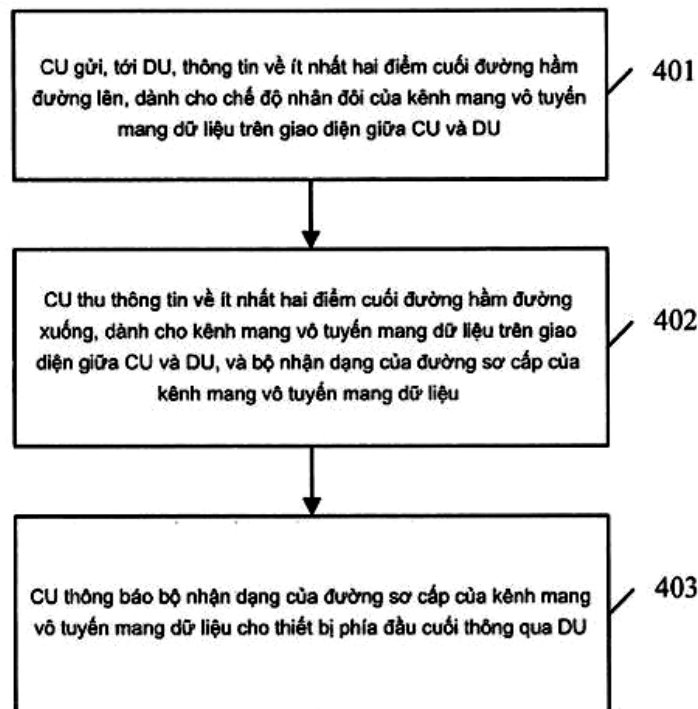 CU gửi, tới DU, thông tin về ít nhất hai điểm cuối đường hầm
đường lên, dành cho chế độ nhân đôi của kênh mang vô tuyến
mang dữ liệu trên giao diện giữa CU và DU
401
CU thu thông tin về ít nhất hai điểm cuối đường hầm đường
xuống, dành cho kênh mang vô tuyến mang dữ liệu trên giao
diện giữa CU và DU, và bộ nhận dạng của đường sơ cấp của
kênh mang vô tuyến mang dữ liệu
402
CU thông báo bộ nhận dạng của đường sơ cấp của kênh mang
vô tuyến mang dữ liệu cho thiết bị phía đầu cuối thông qua DU
403